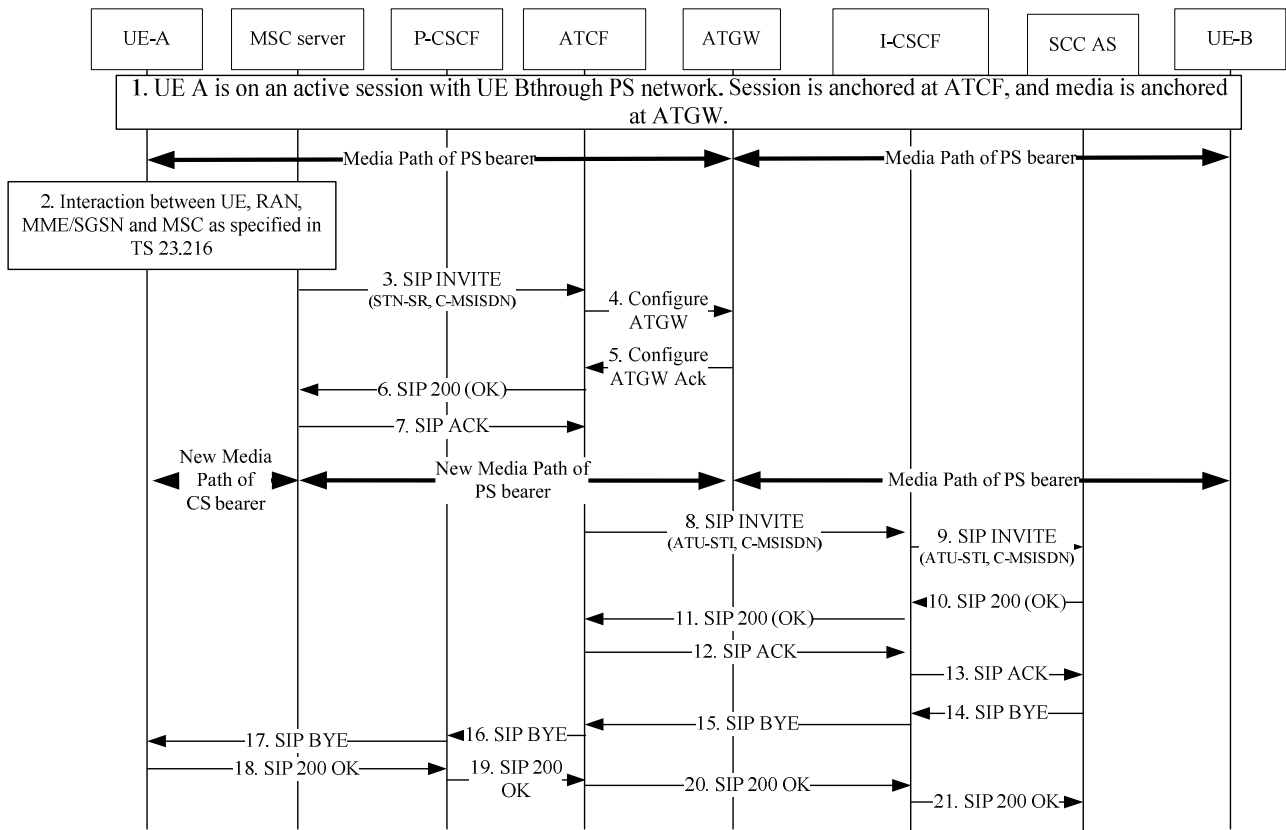 UE-A
MSC server
P-CSCF
ATCF
ATGW
I-CSCF
SCC AS
UE-B
1. UE A is on an active session with UE Bthrough PS network. Session is anchored at ATCF, and media is anchored
at ATGW.
Media Path of PS bearer
Media Path of PS bearer
2. Interaction between UE, RAN,
MME/SGSN and MSC as specified in
TS 23.216
3. SIP INVITE
(STN-SR, C-MSISDN)
4. Configure
ATGW
5. Configure
ATGW Ack
6. SIP 200 (OK)
7. SIP ACK
New Media
Path of
CS bearer
New Media Path of
PS bearer
Media Path of PS bearer
8. SIP INVITE
(ATU-STI, C-MSISDN)
9. SIP INVITE
(ATU-STI, C-MSISDN)
10. SIP 200 (OK)
11. SIP 200 (OK)
12. SIP ACK
13. SIP ACK
14. SIP BYE
15. SIP BYE
16. SIP BYE
17. SIP BYE
18. SIP 200 OK
19. SIP 200
OK
20. SIP 200 OK
21. SIP 200 OK